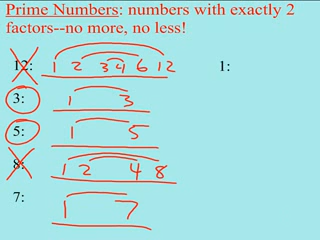 Prime Numbers: numbers with exactly 2
factors--no more, no less!
12: 1 2 3 4 6 12
1:
3: 1 3
5: 1 5
8: 1 2 4 8
7: 1 7